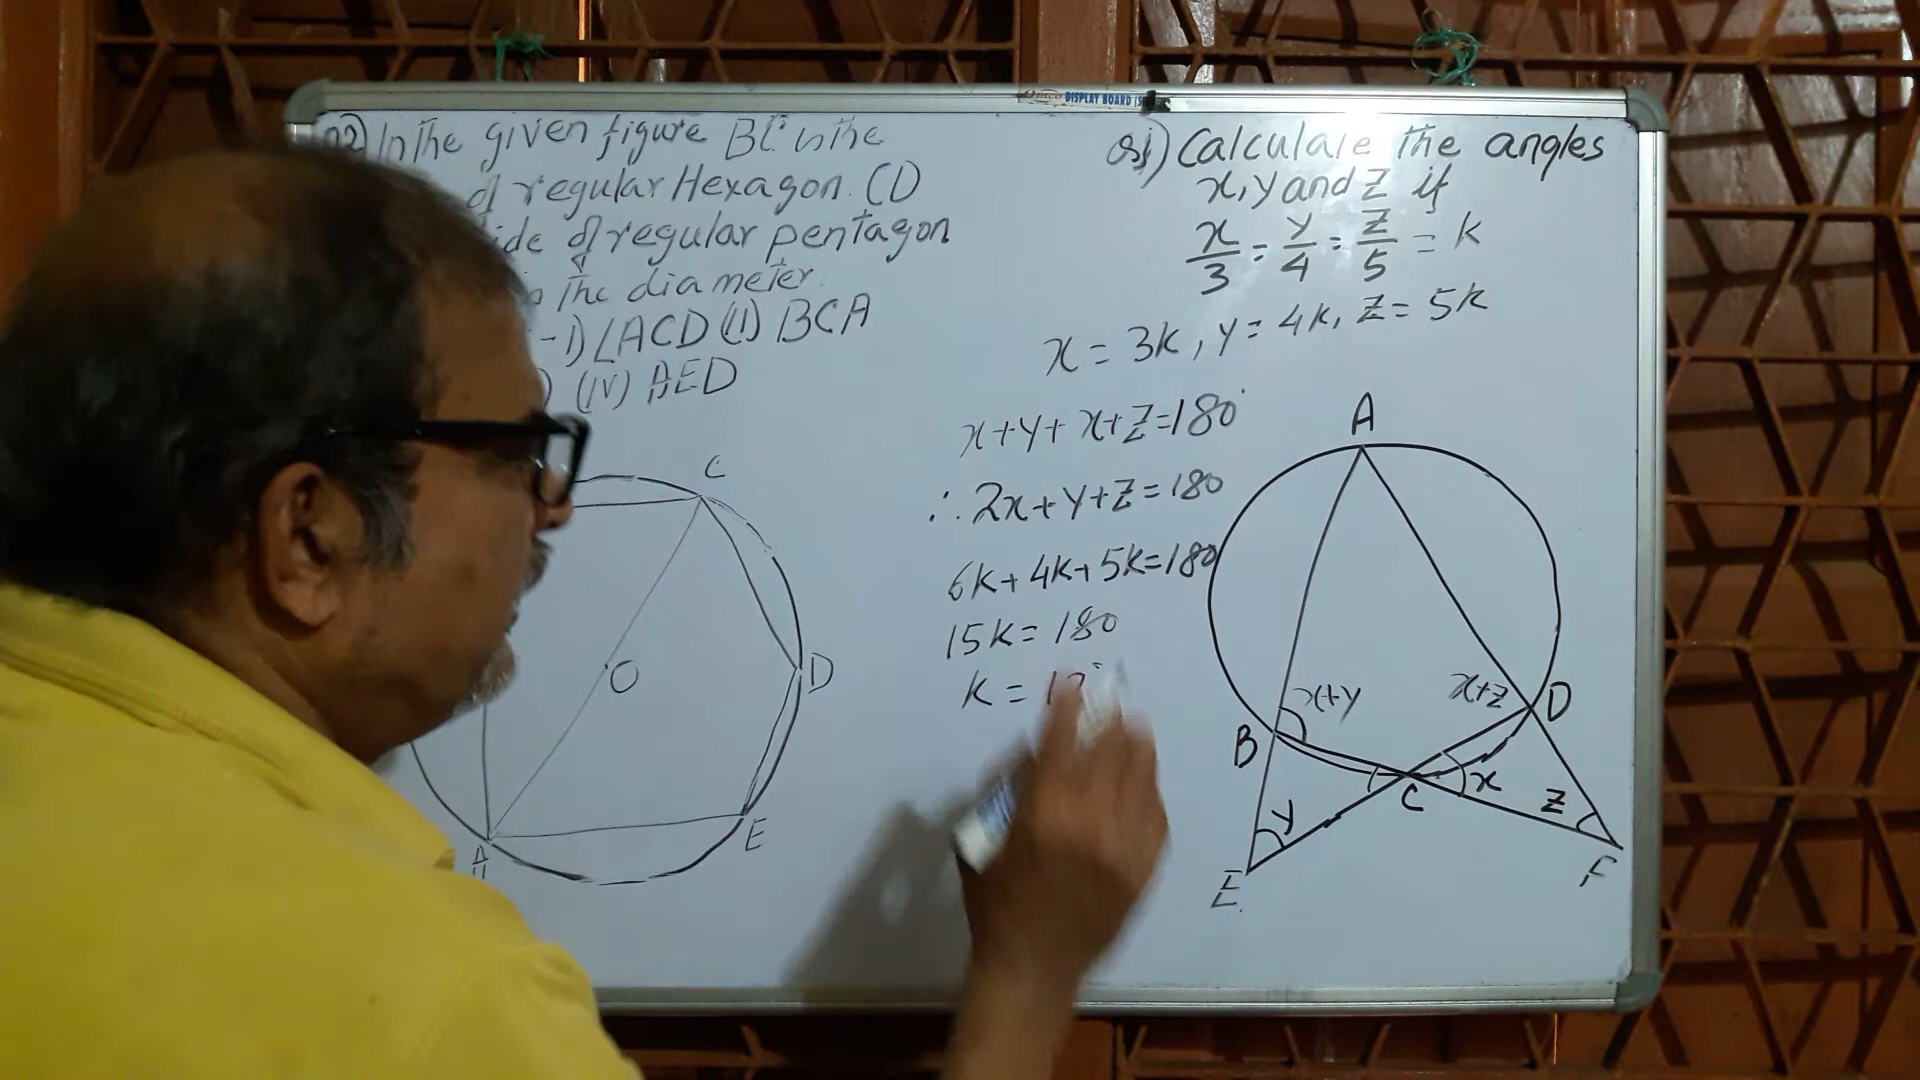 In the given figure BC is the
of regular Hexagon. CD
ide of regular pentagon
the diameter.
-I) ∠ACD (II) BCA
) (IV) AED
C
O
D
E
A
DISPLAY BOARD
Calculate the angles
x, y and z if
x/3 = y/4 = z/5 = k
x = 3k, y = 4k, z = 5k
x+y+x+z=180°
∴ 2x+y+z=180
6k+4k+5k=180
15k=180
k =
A
x+y
x+z
D
B
C
x
y
z
E
F